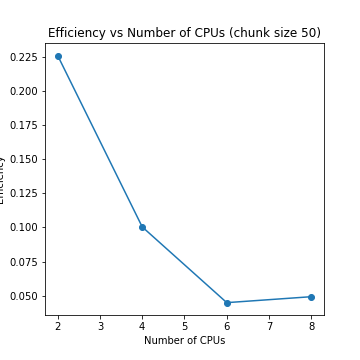 Efficiency vs Number of CPUs (chunk size 50)
0.225
0.200
0.175
0.150
0.125
0.100
0.075
0.050
Efficiency
2 3 4 5 6 7 8
Number of CPUs